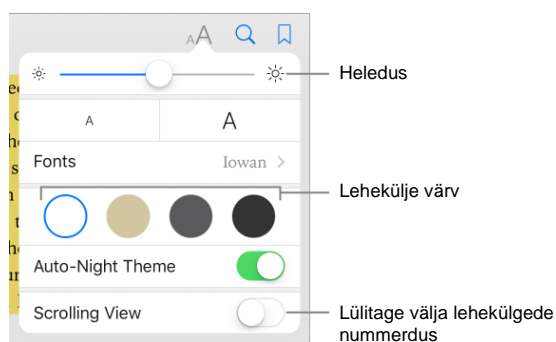 AA
Heledus
A A
Fonts Iowan >
Lehekülje värv
Auto-Night Theme
Scrolling View
Lülitage välja lehekülgede
nummerdus